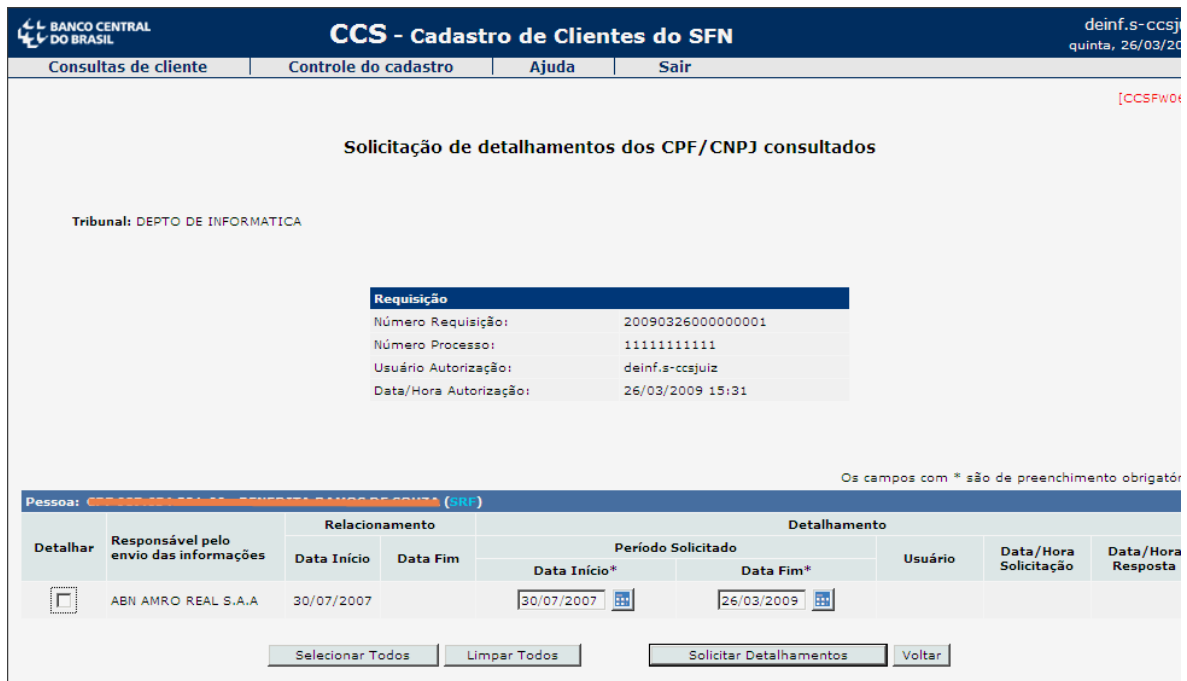 BANCO CENTRAL
DO BRASIL
CCS - Cadastro de Clientes do SFN
deinf.s-ccsju
quinta, 26/03/20
Consultas de cliente Controle do cadastro Ajuda Sair
[CCSFW06
Solicitação de detalhamentos dos CPF/CNPJ consultados
Tribunal: DEPTO DE INFORMATICA
Requisição
Número Requisição: 20090326000000001
Número Processo: 11111111111
Usuário Autorização: deinf.s-ccsjuiz
Data/Hora Autorização: 26/03/2009 15:31
Os campos com * são de preenchimento obrigatór
Pessoa: (SRF)
Relacionamento Detalhamento
Detalhar Responsável pelo envio das informações Data Início Data Fim Período Solicitado Usuário Data/Hora Solicitação Data/Hora Resposta
Data Início* Data Fim*
ABN AMRO REAL S.A.A 30/07/2007 30/07/2007 26/03/2009
Selecionar Todos Limpar Todos Solicitar Detalhamentos Voltar